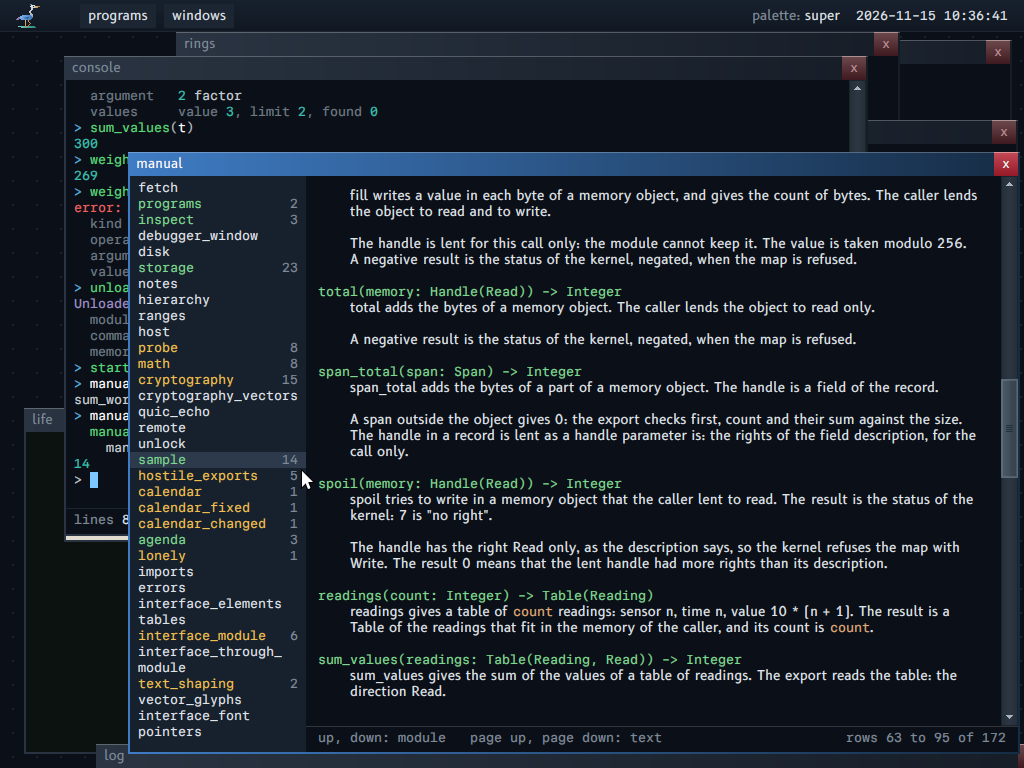 programs windows palette: super 2026-11-15 10:36:41
rings x
x
console x
argument 2 factor
values value 3, limit 2, found 0
> sum_values(t)
300
> weigh
269
> weigh
error:
kind
opera
argum
value
> unloa
Unloade
modul
comma
memor
> start
> manua
sum_wor
> manua
manua
man
14
>
lines 8
x
life
log
manual x
fetch
programs 2
inspect 3
debugger_window
disk
storage 23
notes
hierarchy
ranges
host
probe 8
math 8
cryptography 15
cryptography_vectors
quic_echo
remote
unlock
sample 14
hostile_exports 5
calendar 1
calendar_fixed 1
calendar_changed 1
agenda 3
lonely 1
imports
errors
interface_elements
tables
interface_module 6
interface_through_
module
text_shaping 2
vector_glyphs
interface_font
pointers
fill writes a value in each byte of a memory object, and gives the count of bytes. The caller lends
the object to read and to write.
The handle is lent for this call only: the module cannot keep it. The value is taken modulo 256.
A negative result is the status of the kernel, negated, when the map is refused.
total(memory: Handle(Read)) -> Integer
total adds the bytes of a memory object. The caller lends the object to read only.
A negative result is the status of the kernel, negated, when the map is refused.
span_total(span: Span) -> Integer
span_total adds the bytes of a part of a memory object. The handle is a field of the record.
A span outside the object gives 0: the export checks first, count and their sum against the size.
The handle in a record is lent as a handle parameter is: the rights of the field description, for the
call only.
spoil(memory: Handle(Read)) -> Integer
spoil tries to write in a memory object that the caller lent to read. The result is the status of the
kernel: 7 is "no right".
The handle has the right Read only, as the description says, so the kernel refuses the map with
Write. The result 0 means that the lent handle had more rights than its description.
readings(count: Integer) -> Table(Reading)
readings gives a table of count readings: sensor n, time n, value 10 * (n + 1). The result is a
Table of the readings that fit in the memory of the caller, and its count is count.
sum_values(readings: Table(Reading, Read)) -> Integer
sum_values gives the sum of the values of a table of readings. The export reads the table: the
direction Read.
up, down: module page up, page down: text rows 63 to 95 of 172